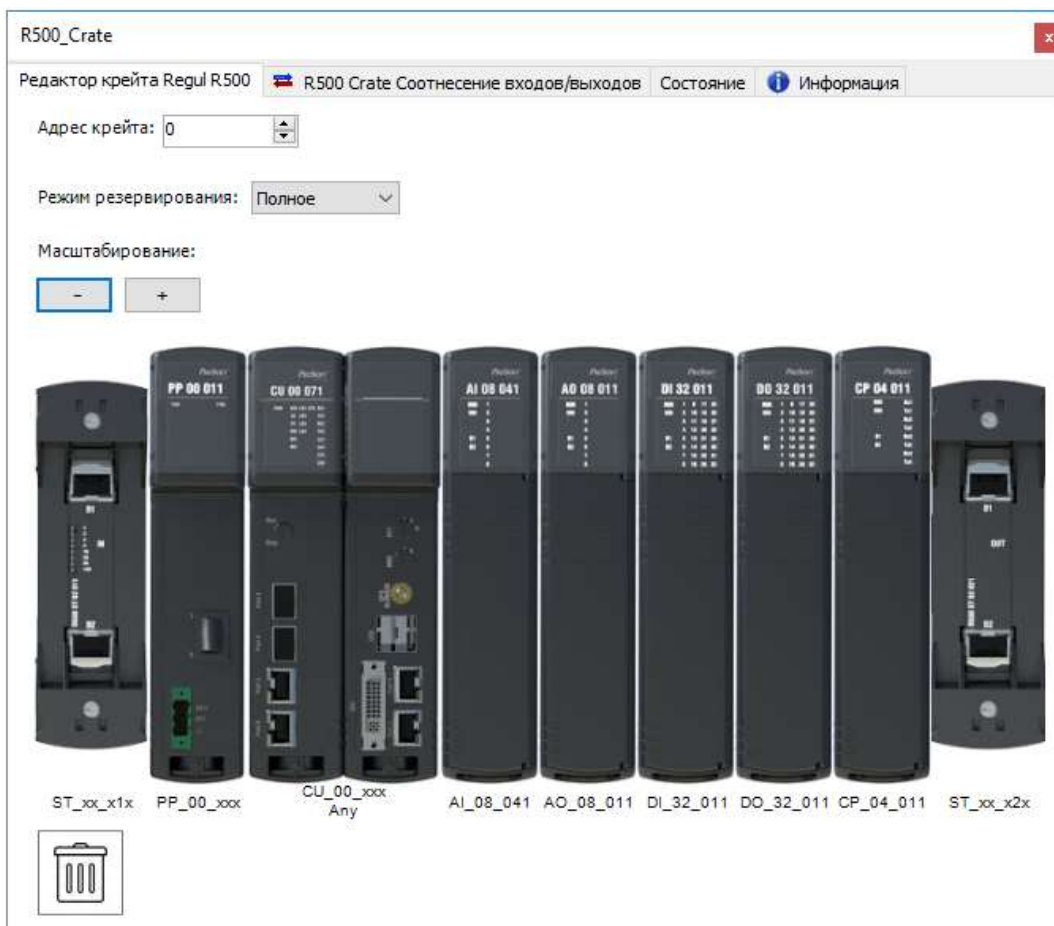 R500_Crate
x
Редактор крейта Regul R500
R500 Crate Соотнесение входов/выходов
Состояние
Информация
Адрес крейта: 0
Режим резервирования: Полное
Масштабирование:
- +
PP 00 011
CU 00 071
AI 08 041
AO 08 011
DI 32 011
DO 32 011
CP 04 011
IN
OUT
ST_xx_x1x
PP_00_xxx
CU_00_xxx
Any
AI_08_041
AO_08_011
DI_32_011
DO_32_011
CP_04_011
ST_xx_x2x